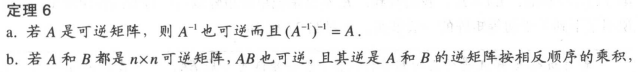 定理 6
a. 若 A 是可逆矩阵，则 A⁻¹ 也可逆而且 (A⁻¹)⁻¹ = A.
b. 若 A 和 B 都是 n×n 可逆矩阵，AB 也可逆，且其逆是 A 和 B 的逆矩阵按相反顺序的乘积，